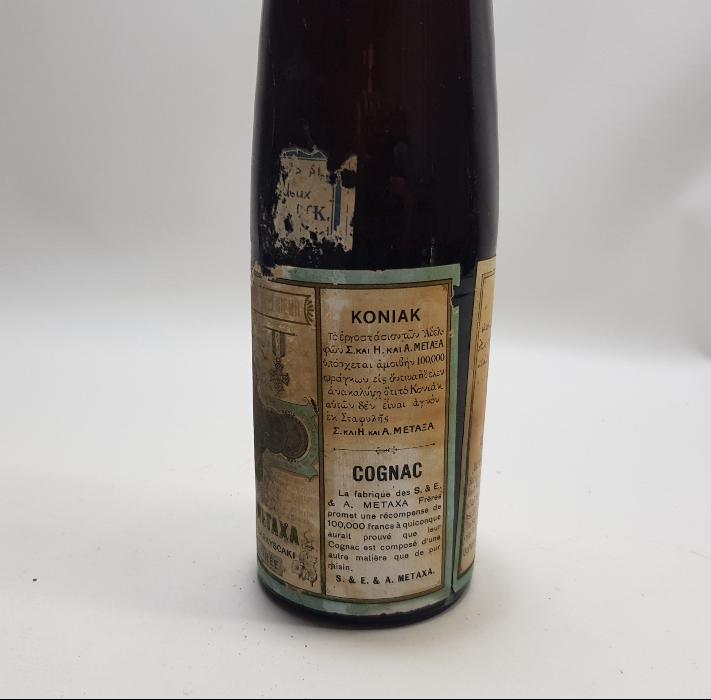 K.
KONIAK
Τὸ ἐργοστάσιον τῶν Ἀδελ
φῶν Σ. ΚΑΙ Η. ΚΑΙ Α. ΜΕΤΑΞΑ
ὑπόσχεται ἀμοιβὴν 100,000
φράγκων εἰς ὅντινα ἤθελεν
ἀνακαλύψῃ ὅτι τὸ Κονιὰκ
αὐτῶν δὲν εἶναι ἁγνὸν
ἐκ Σταφυλῆς
Σ. ΚΑΙ Η. ΚΑΙ Α. ΜΕΤΑΞΑ
COGNAC
La fabrique des S. & E.
& A. METAXA Frères
promet une récompense de
100,000 francs à quiconque
aurait prouvé que leur
Cognac est composé d'une
autre matière que de pur
raisin.
S. & E. & A. METAXA.
METAXA